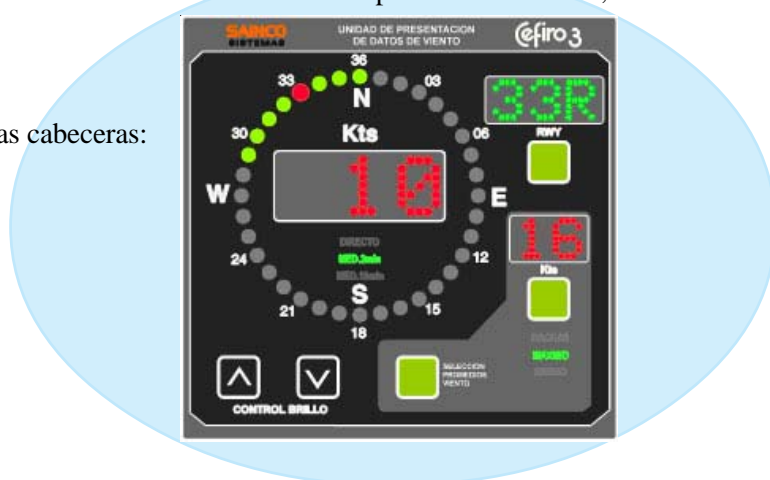 as cabeceras:
SAINCO
SISTEMAS
UNIDAD DE PRESENTACION
DE DATOS DE VIENTO
Cefiro 3
36
33
03
N
33R
30
Kts
06
RWY
10
W
E
16
DIRECTO
MED.2min
MED.10min
24
12
Kts
S
21
15
18
SELECCION
PROMEDIOS
VIENTO
CONTROL BRILLO